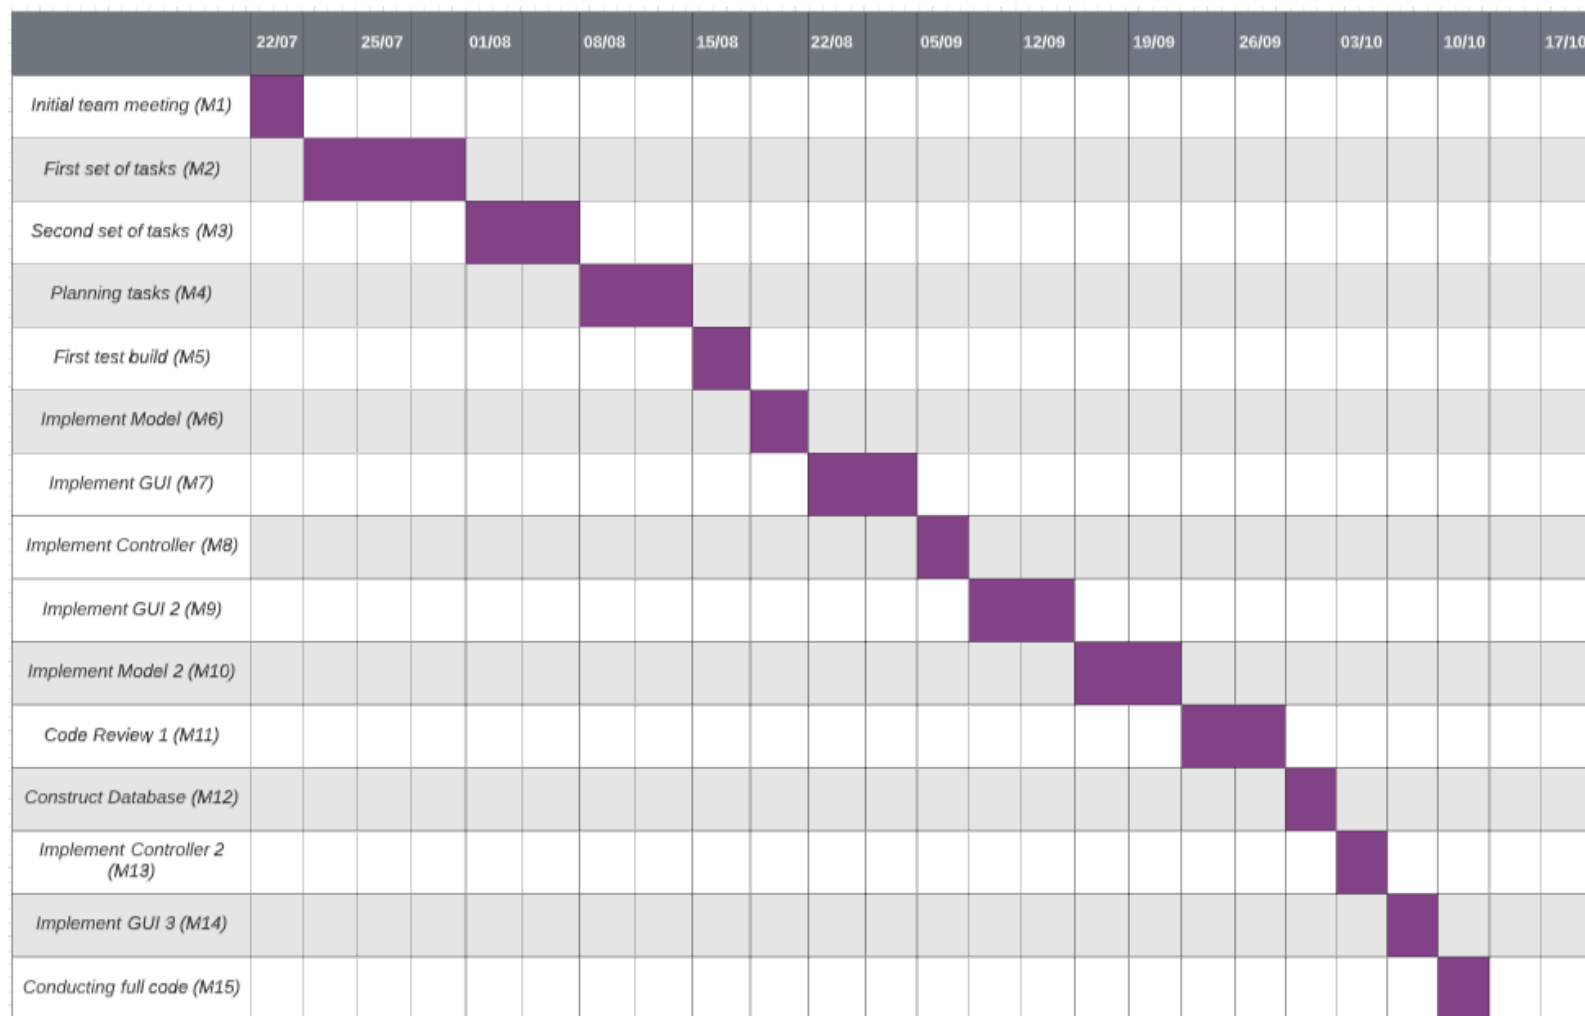 22/07 25/07 01/08 08/08 15/08 22/08 05/09 12/09 19/09 26/09 03/10 10/10 17/10
Initial team meeting (M1)
First set of tasks (M2)
Second set of tasks (M3)
Planning tasks (M4)
First test build (M5)
Implement Model (M6)
Implement GUI (M7)
Implement Controller (M8)
Implement GUI 2 (M9)
Implement Model 2 (M10)
Code Review 1 (M11)
Construct Database (M12)
Implement Controller 2
(M13)
Implement GUI 3 (M14)
Conducting full code (M15)